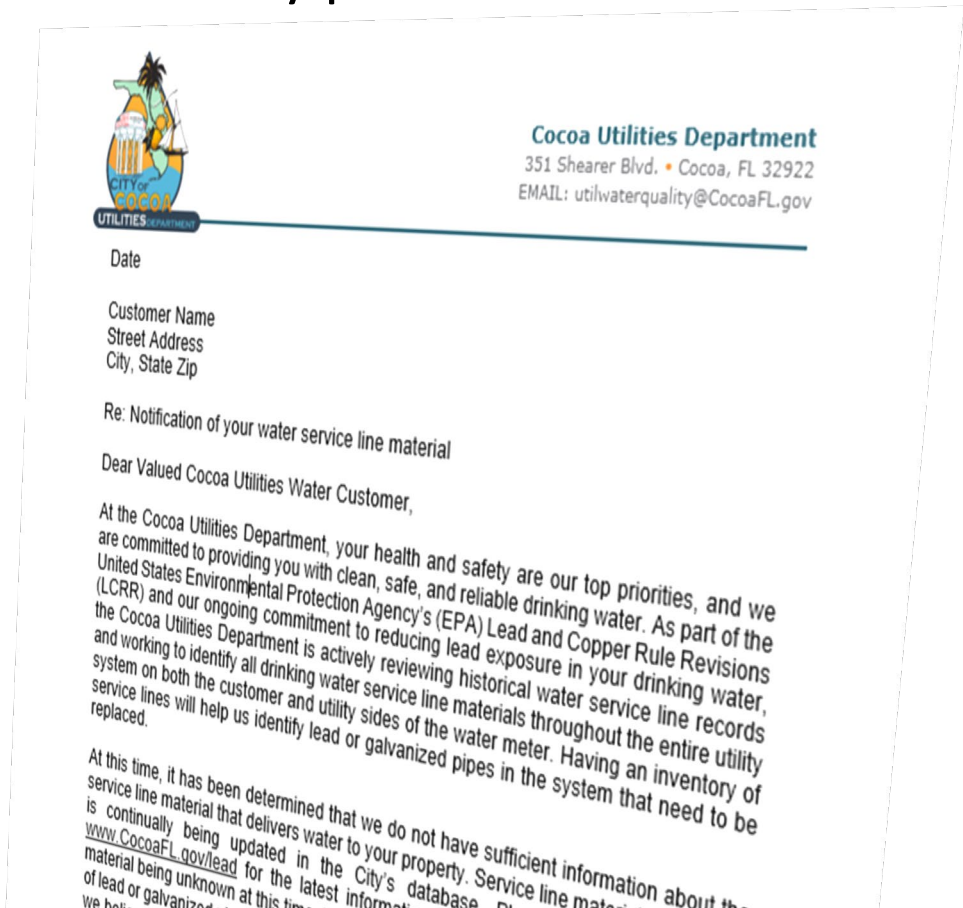 CITY OF
COCOA
UTILITIES DEPARTMENT
Cocoa Utilities Department
351 Shearer Blvd. • Cocoa, FL 32922
EMAIL: utilwaterquality@CocoaFL.gov
Date
Customer Name
Street Address
City, State Zip
Re: Notification of your water service line material
Dear Valued Cocoa Utilities Water Customer,
At the Cocoa Utilities Department, your health and safety are our top priorities, and we
are committed to providing you with clean, safe, and reliable drinking water. As part of the
United States Environmental Protection Agency's (EPA) Lead and Copper Rule Revisions
(LCRR) and our ongoing commitment to reducing lead exposure in your drinking water,
the Cocoa Utilities Department is actively reviewing historical water service line records
and working to identify all drinking water service line materials throughout the entire utility
system on both the customer and utility sides of the water meter. Having an inventory of
service lines will help us identify lead or galvanized pipes in the system that need to be
replaced.
At this time, it has been determined that we do not have sufficient information about the
service line material that delivers water to your property. Service line
is continually being updated in the City's database.
www.CocoaFL.gov/lead for the latest
material being unknown at this
of lead or galvanized
we